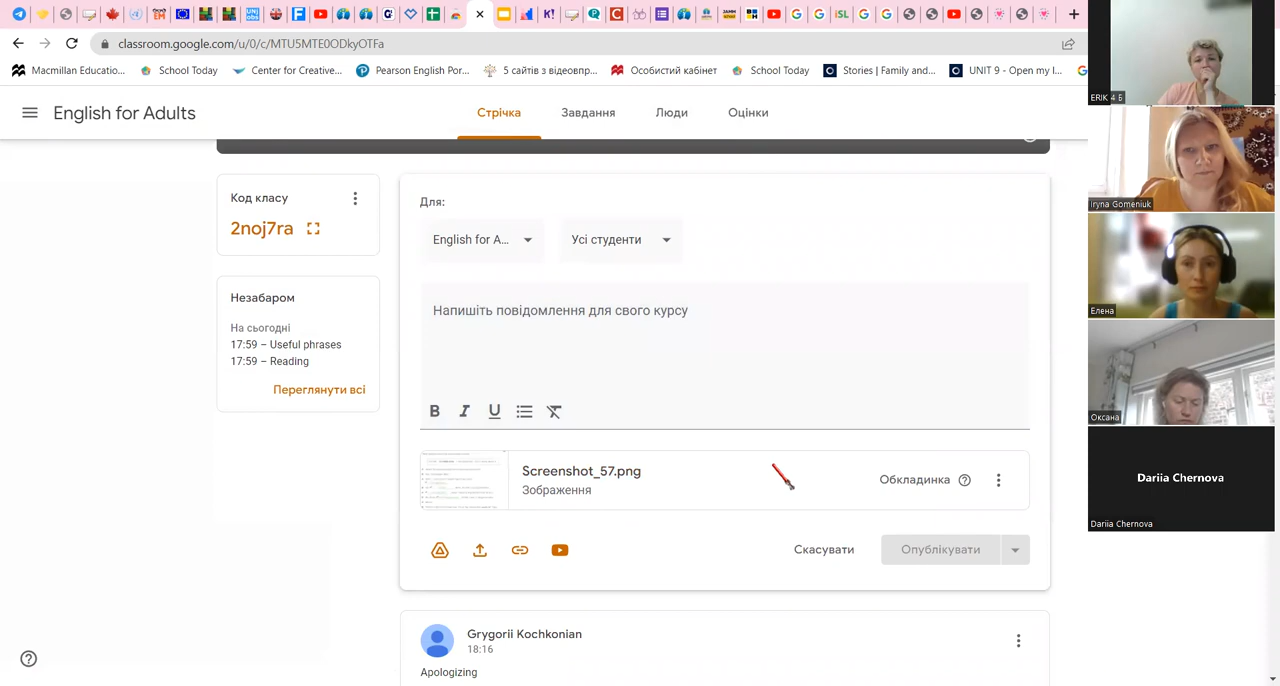 classroom.google.com/u/0/c/MTU5MTE0ODkyOTFa
Macmillan Educatio...
School Today
Center for Creative...
Pearson English Por...
5 сайтів з відеовпр...
Особистий кабінет
School Today
Stories | Family and...
UNIT 9 - Open my I...
English for Adults
Стрічка
Завдання
Люди
Оцінки
Код класу
2noj7ra
Незабаром
На сьогодні
17:59 – Useful phrases
17:59 – Reading
Переглянути всі
Для:
English for A...
Усі студенти
Напишіть повідомлення для свого курсу
B I U
Screenshot_57.png
Зображення
Обкладинка
Скасувати
Опублікувати
Grygorii Kochkonian
18:16
Apologizing
ERIK 4 Б
Iryna Gomeniuk
Елена
Оксана
Dariia Chernova
Dariia Chernova